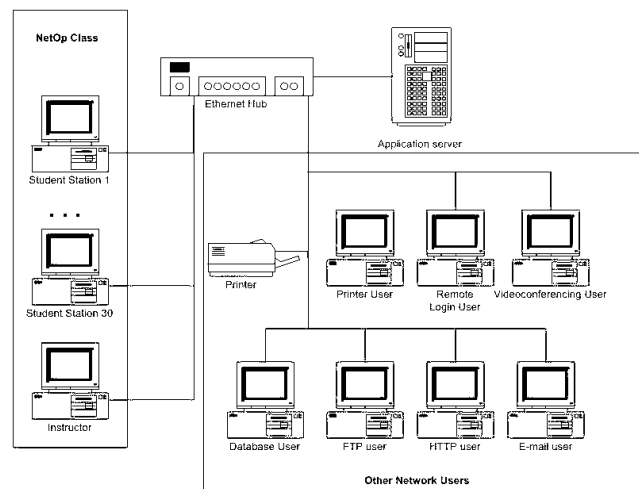 NetOp Class
Ethernet Hub
Application server
Student Station 1
. . .
Student Station 30
Instructor
Printer
Printer User
Remote
Login User
Videoconferencing User
Database User
FTP user
HTTP user
E-mail user
Other Network Users